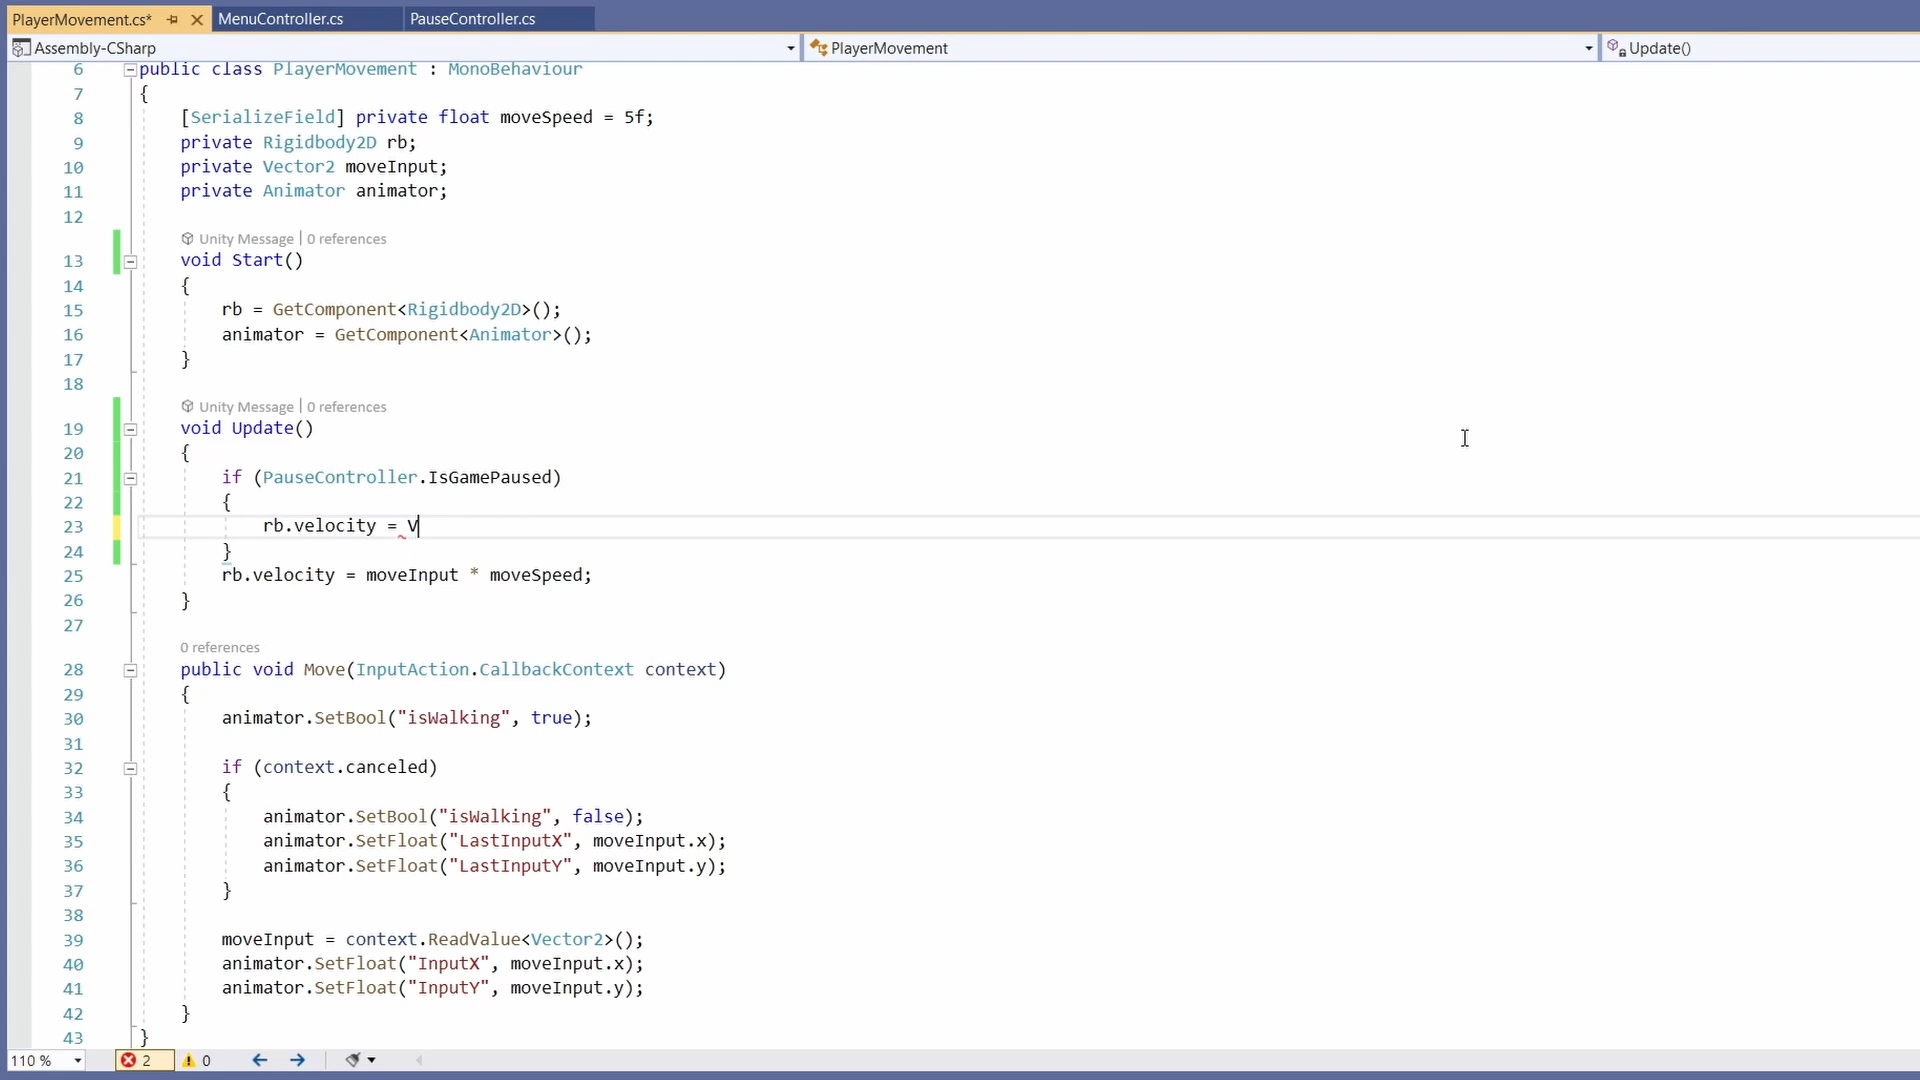 PlayerMovement.cs* MenuController.cs PauseController.cs
Assembly-CSharp PlayerMovement Update()
6 public class PlayerMovement : MonoBehaviour
7 {
8 [SerializeField] private float moveSpeed = 5f;
9 private Rigidbody2D rb;
10 private Vector2 moveInput;
11 private Animator animator;
12
Unity Message | 0 references
13 void Start()
14 {
15 rb = GetComponent<Rigidbody2D>();
16 animator = GetComponent<Animator>();
17 }
18
Unity Message | 0 references
19 void Update()
20 {
21 if (PauseController.IsGamePaused)
22 {
23 rb.velocity = V
24 }
25 rb.velocity = moveInput * moveSpeed;
26 }
27
0 references
28 public void Move(InputAction.CallbackContext context)
29 {
30 animator.SetBool("isWalking", true);
31
32 if (context.canceled)
33 {
34 animator.SetBool("isWalking", false);
35 animator.SetFloat("LastInputX", moveInput.x);
36 animator.SetFloat("LastInputY", moveInput.y);
37 }
38
39 moveInput = context.ReadValue<Vector2>();
40 animator.SetFloat("InputX", moveInput.x);
41 animator.SetFloat("InputY", moveInput.y);
42 }
43 }
110 % 2 0